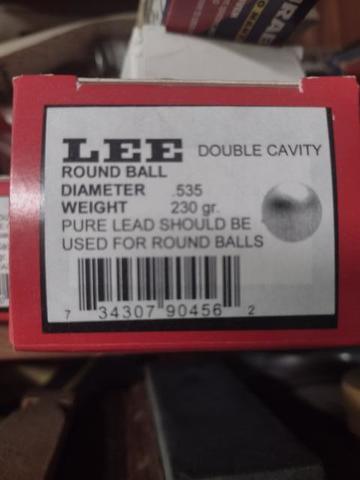 LEE DOUBLE CAVITY
ROUND BALL
DIAMETER .535
WEIGHT 230 gr.
PURE LEAD SHOULD BE
USED FOR ROUND BALLS
7 34307 90456 2